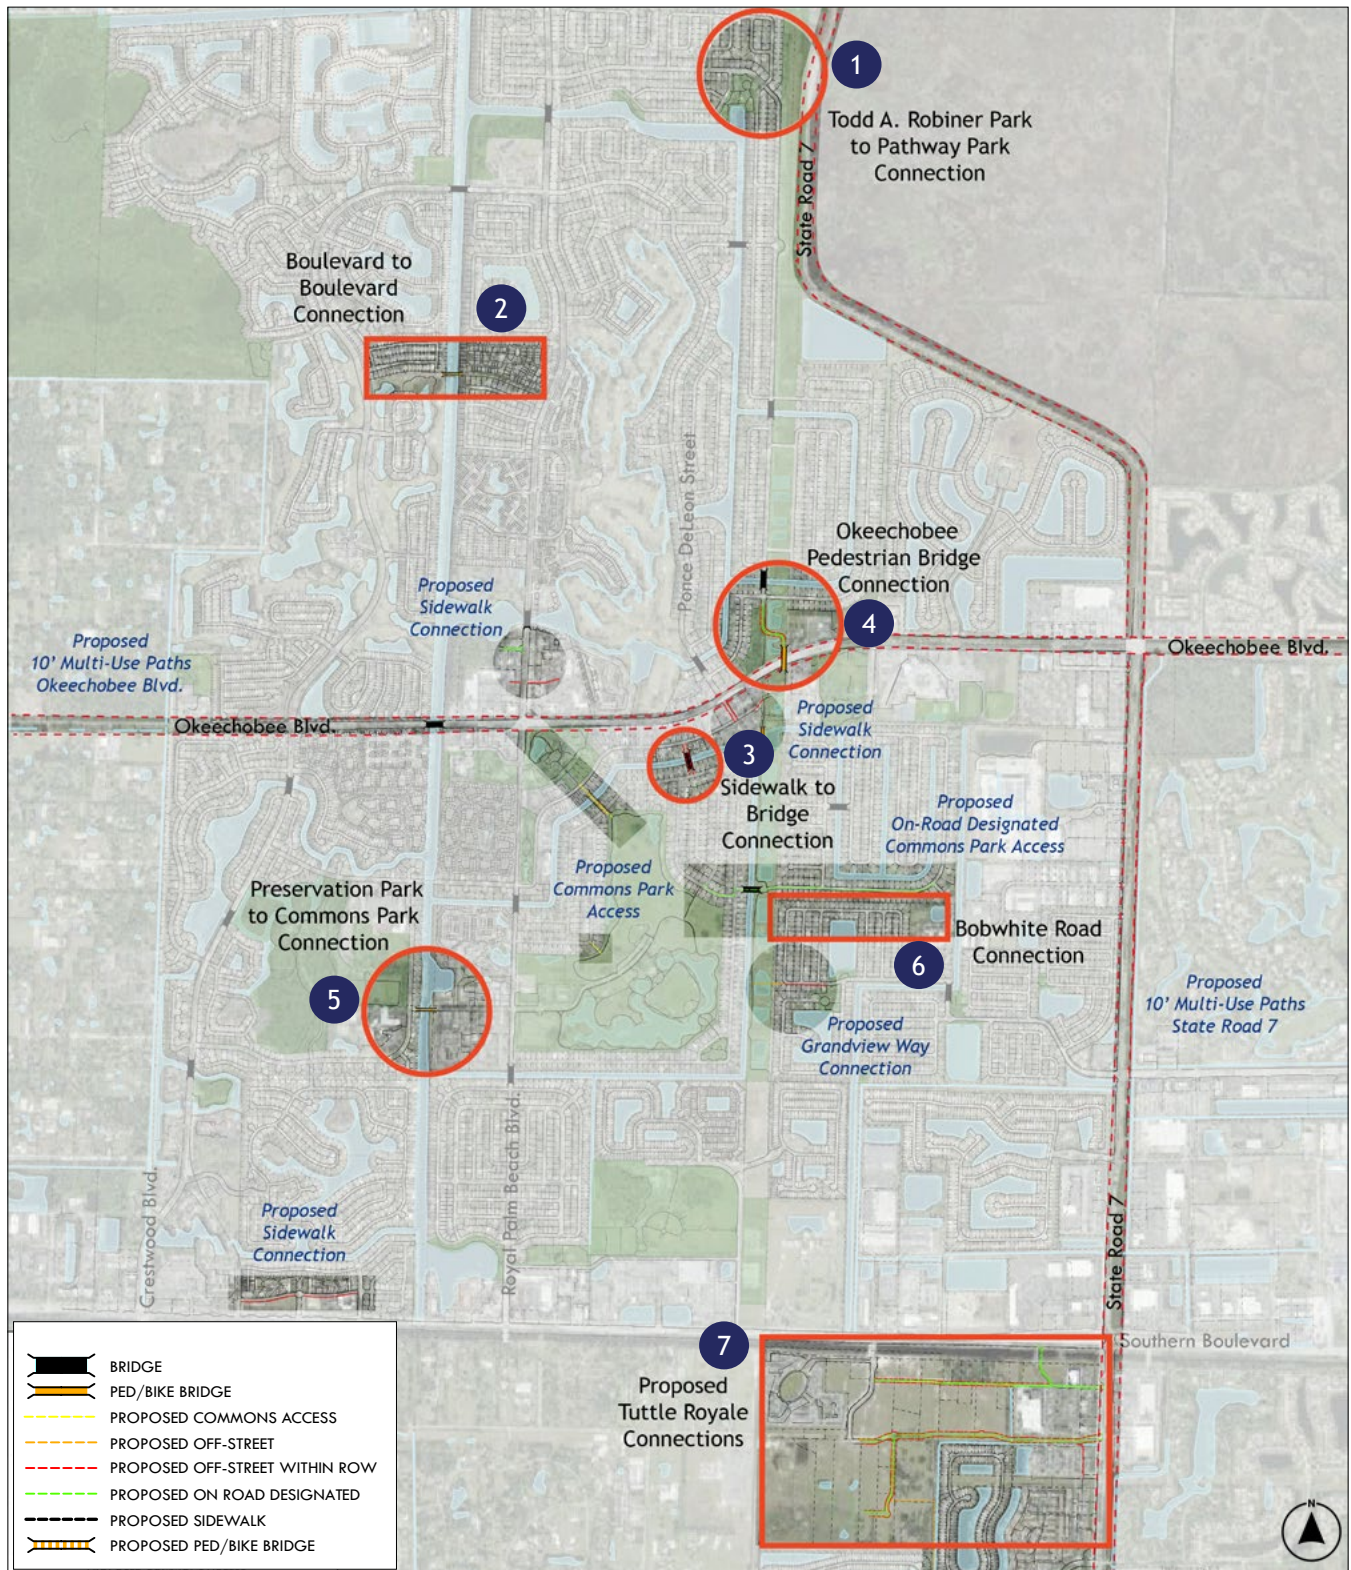 1
Todd A. Robiner Park
to Pathway Park
Connection
State Road 7
Boulevard to
Boulevard
Connection
2
Ponce DeLeon Street
Okeechobee
Pedestrian Bridge
Connection
4
Proposed
Sidewalk
Connection
Proposed
10' Multi-Use Paths
Okeechobee Blvd.
Okeechobee Blvd.
Okeechobee Blvd.
Proposed
Sidewalk
Connection
3
Sidewalk to
Bridge
Connection
Proposed
On-Road Designated
Commons Park Access
Proposed
Commons Park
Access
Preservation Park
to Commons Park
Connection
5
Bobwhite Road
Connection
6
Proposed
10' Multi-Use Paths
State Road 7
Proposed
Grandview Way
Connection
Crestwood Blvd.
Royal Palm Beach Blvd.
State Road 7
Proposed
Sidewalk
Connection
Southern Boulevard
7
Proposed
Tuttle Royale
Connections
BRIDGE
PED/BIKE BRIDGE
PROPOSED COMMONS ACCESS
PROPOSED OFF-STREET
PROPOSED OFF-STREET WITHIN ROW
PROPOSED ON ROAD DESIGNATED
PROPOSED SIDEWALK
PROPOSED PED/BIKE BRIDGE
N